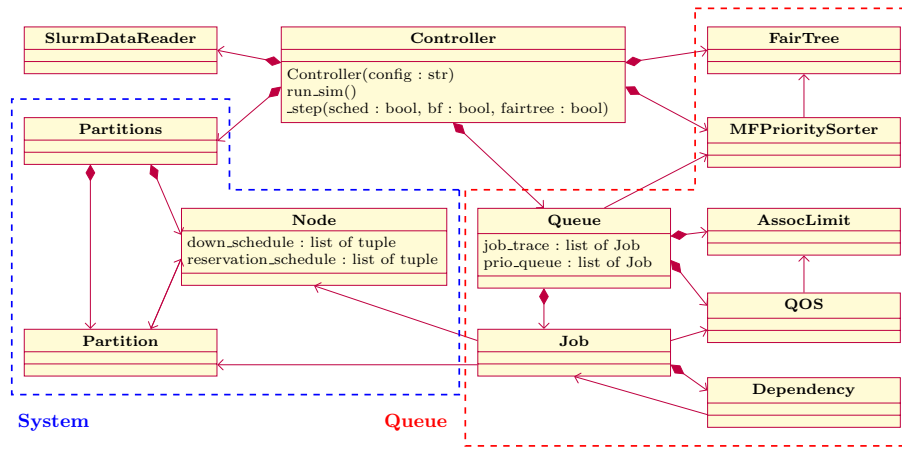 SlurmDataReader
Controller
Controller(config : str)
run_sim()
_step(sched : bool, bf : bool, fairtree : bool)
FairTree
Partitions
MFPrioritySorter
Node
down_schedule : list of tuple
reservation_schedule : list of tuple
Queue
job_trace : list of Job
prio_queue : list of Job
AssocLimit
QOS
Partition
Job
Dependency
System
Queue